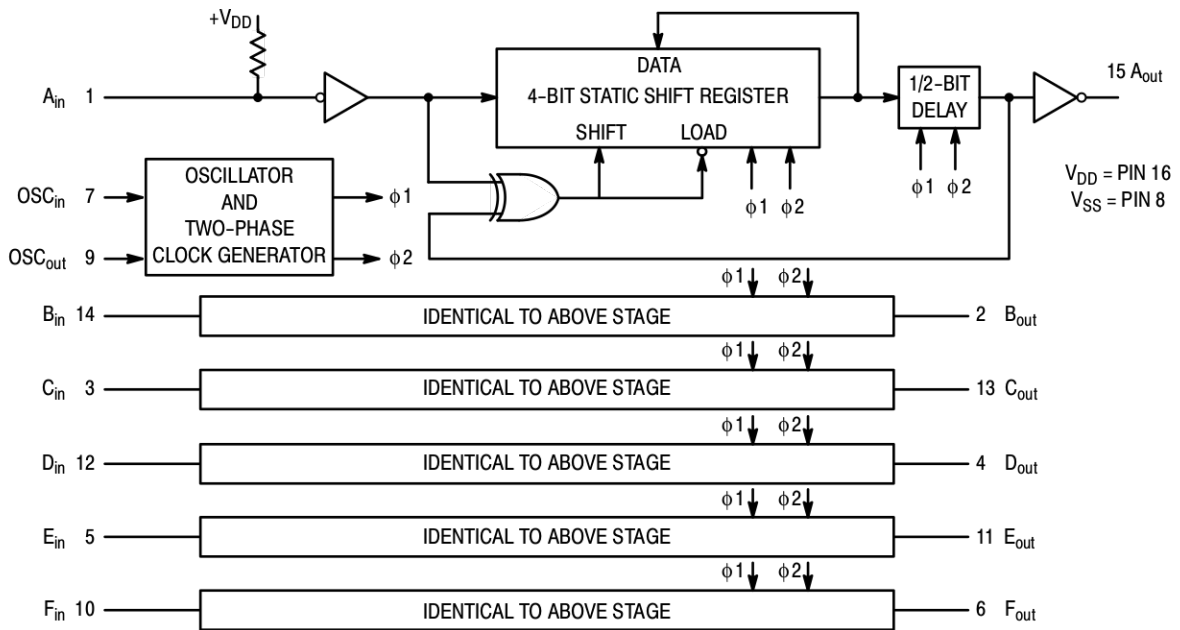 +VDD
Ain 1
DATA
4–BIT STATIC SHIFT REGISTER
SHIFT LOAD
1/2–BIT
DELAY
15 Aout
ϕ1 ϕ2
ϕ1 ϕ2
VDD = PIN 16
VSS = PIN 8
OSCin 7
OSCout 9
OSCILLATOR
AND
TWO–PHASE
CLOCK GENERATOR
ϕ1
ϕ2
ϕ1 ϕ2
Bin 14 IDENTICAL TO ABOVE STAGE 2 Bout
ϕ1 ϕ2
Cin 3 IDENTICAL TO ABOVE STAGE 13 Cout
ϕ1 ϕ2
Din 12 IDENTICAL TO ABOVE STAGE 4 Dout
ϕ1 ϕ2
Ein 5 IDENTICAL TO ABOVE STAGE 11 Eout
ϕ1 ϕ2
Fin 10 IDENTICAL TO ABOVE STAGE 6 Fout